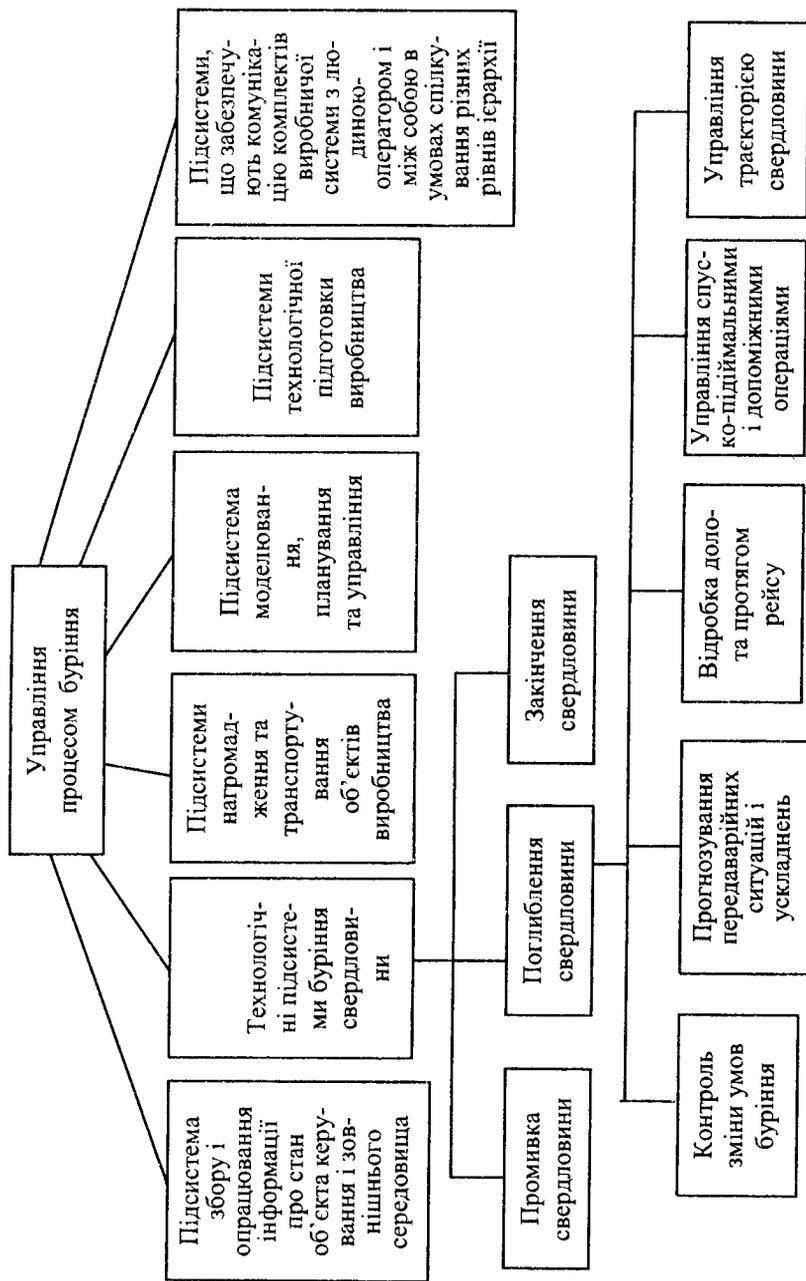 Управління
процесом буріння
Підсистема
збору і
опрацювання
інформації
про стан
об’єкта керу-
вання і зов-
нішнього
середовища
Технологіч-
ні підсисте-
ми буріння
свердлови-
ни
Підсистеми
нагромад-
ження та
транспорту-
вання
об’єктів
виробництва
Підсистема
моделюван-
ня,
планування
та управління
Підсистеми
технологічної
підготовки
виробництва
Підсистеми,
що забезпечу-
ють комуніка-
цію комплектів
виробничої
системи з лю-
диною-
оператором і
між собою в
умовах спілку-
вання різних
рівнів ієрархії
Промивка
свердловини
Поглиблення
свердловини
Закінчення
свердловини
Контроль
зміни умов
буріння
Прогнозування
передаварійних
ситуацій і
ускладнень
Відробка доло-
та протягом
рейсу
Управління спус-
ко-підіймальними
і допоміжними
операціями
Управління
траєкторією
свердловини